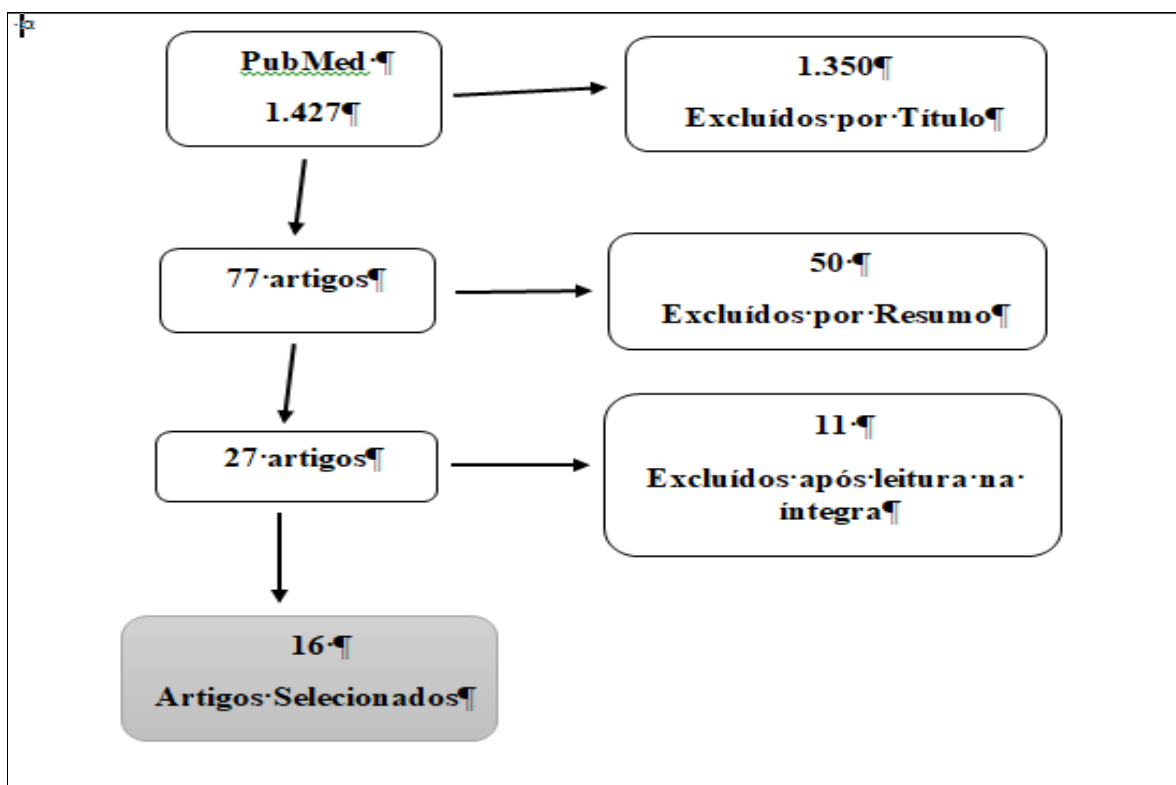 PubMed·¶
1.427¶
1.350¶
Excluídos·por·Título¶
77·artigos¶
50·¶
Excluídos·por·Resumo¶
27·artigos¶
11·¶
Excluídos·após·leitura·na·
íntegra¶
16·¶
Artigos·Selecionados¶